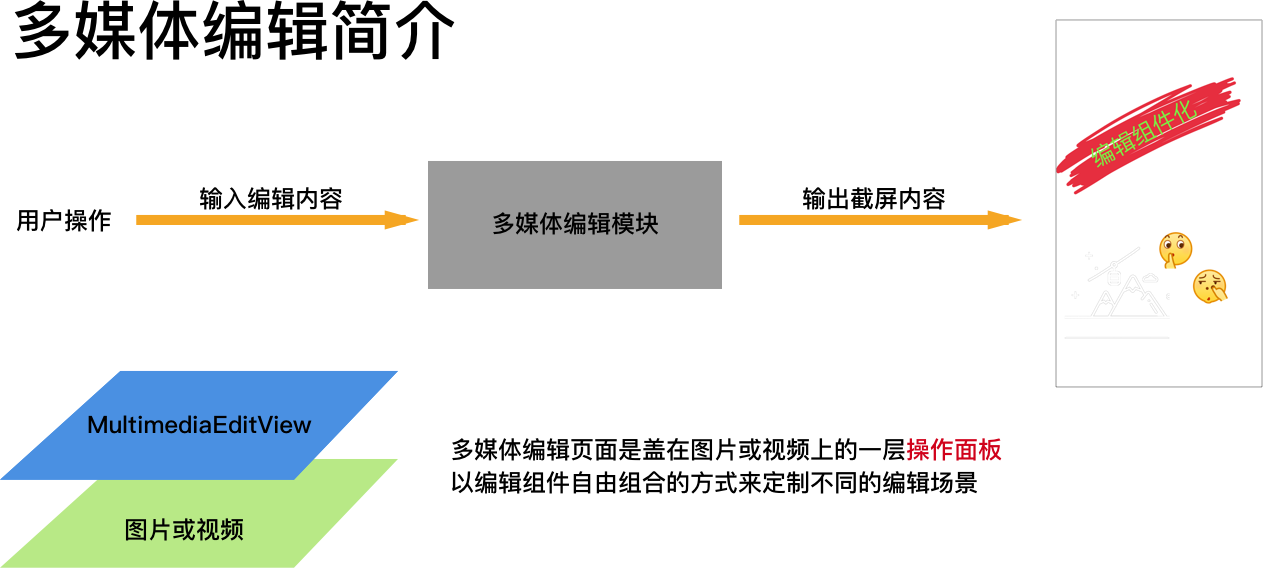 多媒体编辑简介
用户操作
输入编辑内容
多媒体编辑模块
输出截屏内容
编辑组件化
MultimediaEditView
图片或视频
多媒体编辑页面是盖在图片或视频上的一层操作面板
以编辑组件自由组合的方式来定制不同的编辑场景